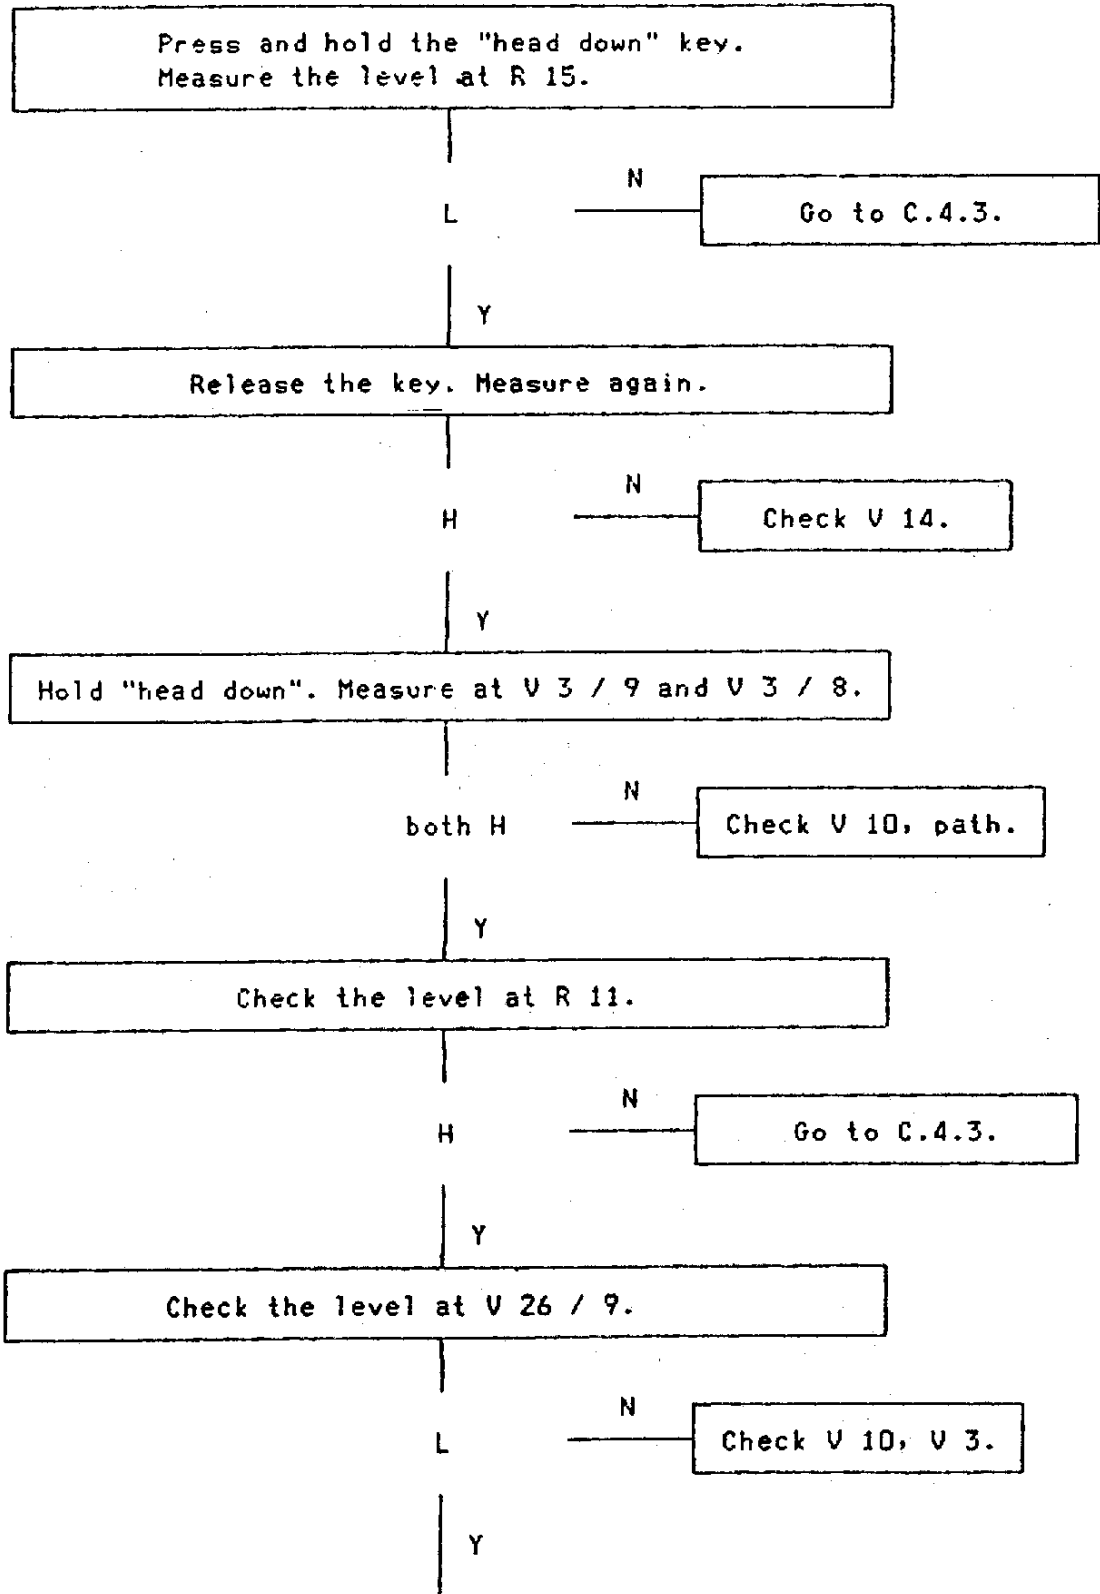 Press and hold the "head down" key.
Measure the level at R 15.
N
L
Go to C.4.3.
Y
Release the key. Measure again.
N
H
Check V 14.
Y
Hold "head down". Measure at V 3 / 9 and V 3 / 8.
N
both H
Check V 10, path.
Y
Check the level at R 11.
N
H
Go to C.4.3.
Y
Check the level at V 26 / 9.
N
L
Check V 10, V 3.
Y